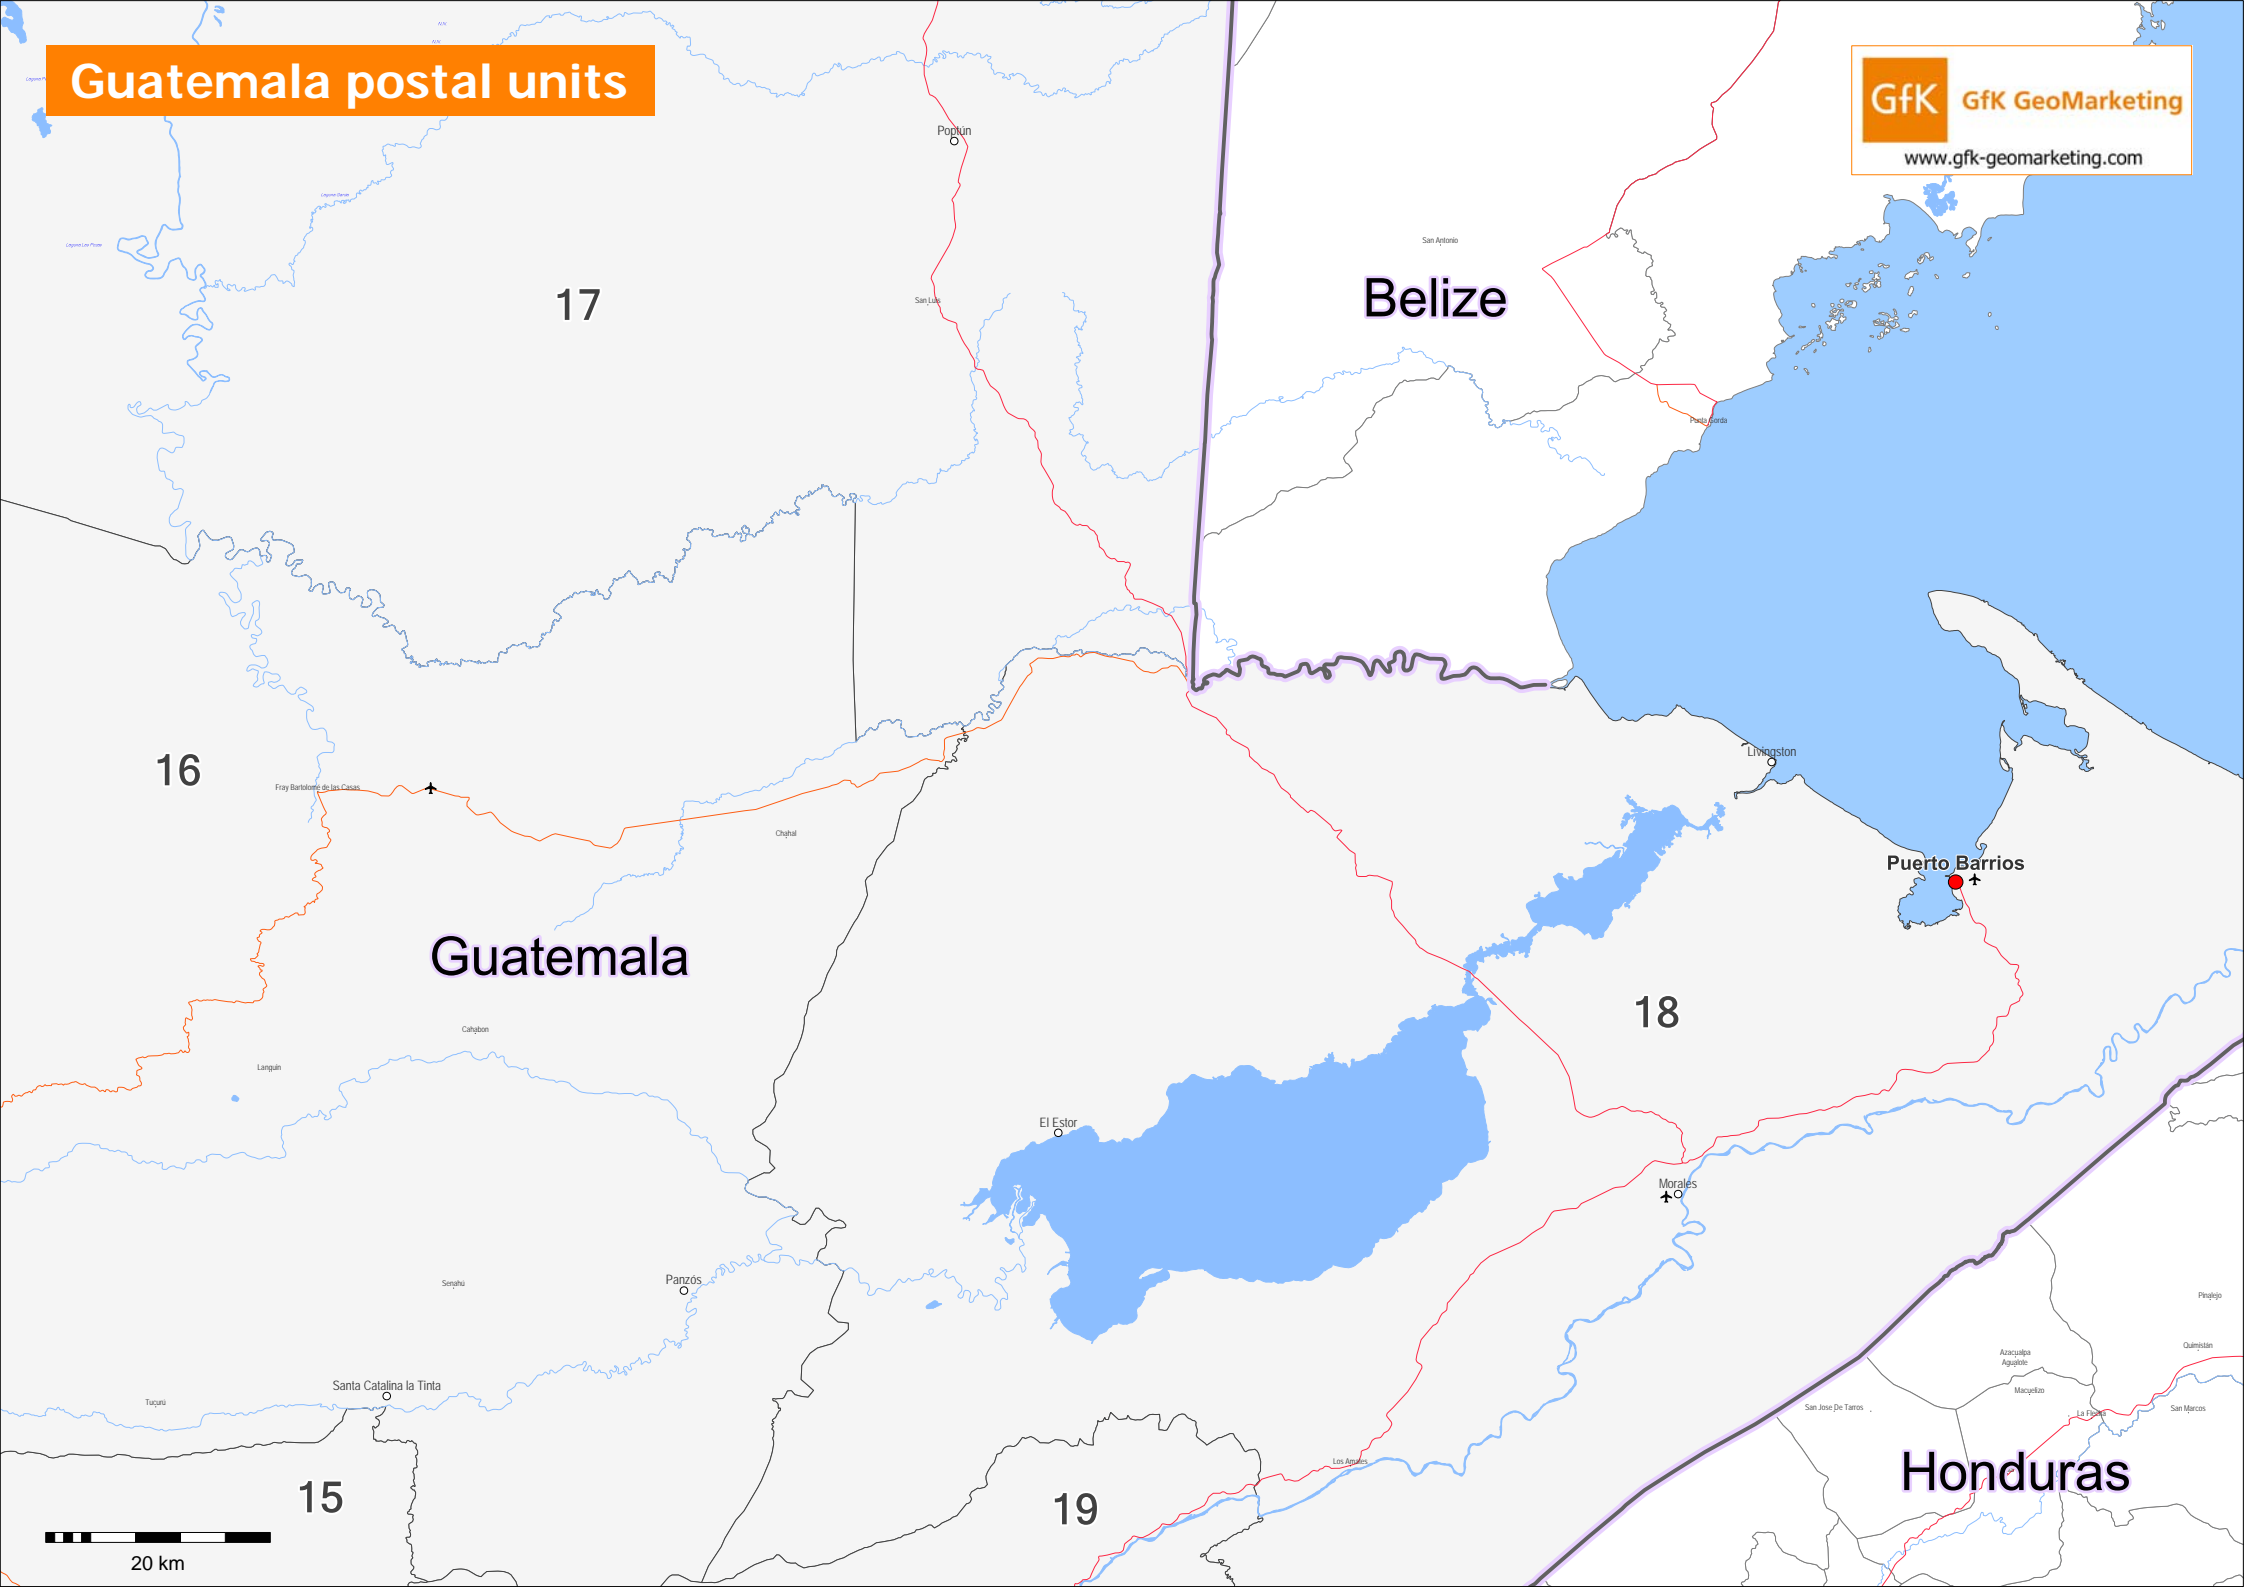 N.N
N.N
Guatemala postal units
GfK
GfK GeoMarketing
www.gfk-geomarketing.com
Poptún
San Antonio
17
San Luis
Belize
Punta Gorda
Livingston
16
Fray Bartolomé de las Casas
Chahal
Puerto Barrios
Guatemala
18
Cahabon
Languin
El Estor
Morales
Senahú
Panzós
Pinalejo
Quimistán
Azacualpa
Agualote
Santa Catalina la Tinta
Macuelizo
Tucurú
San Jose De Tarros
La Flecha
San Marcos
Los Amates
Honduras
15
19
20 km